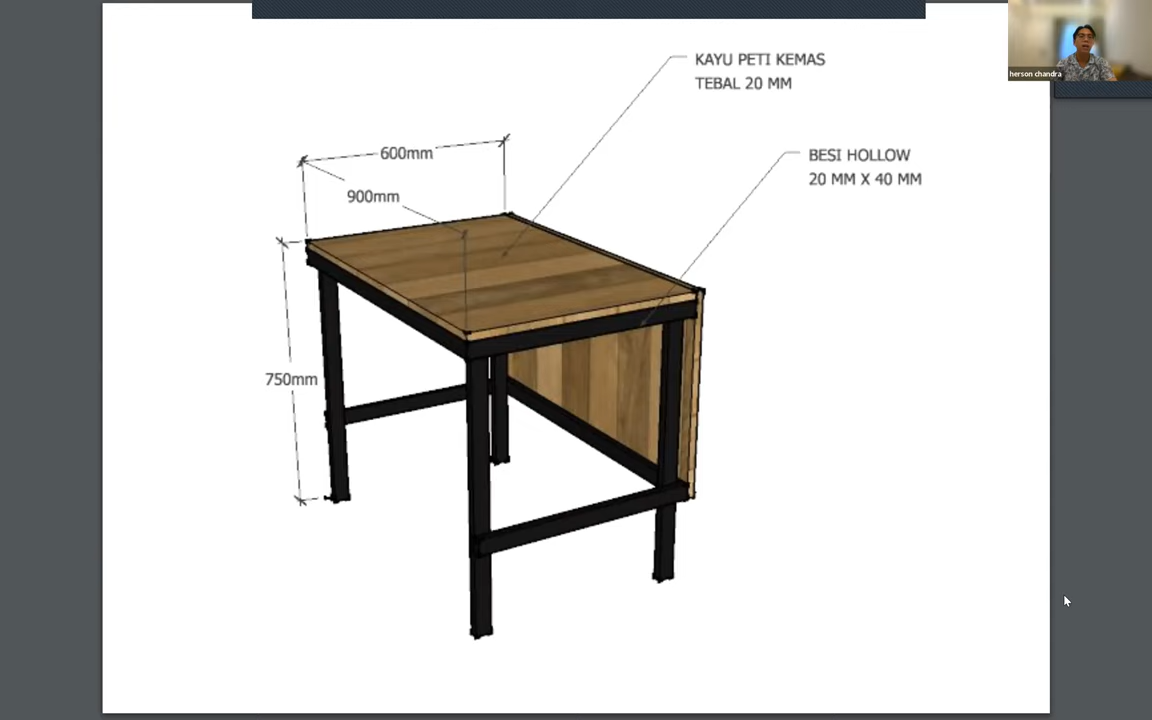 herson chandra
KAYU PETI KEMAS
TEBAL 20 MM
BESI HOLLOW
20 MM X 40 MM
600mm
900mm
750mm